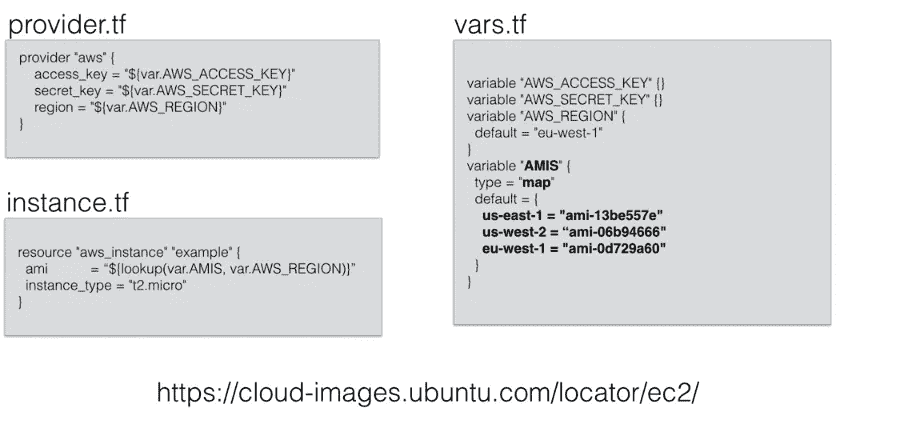 provider.tf
provider "aws" {
access_key = "${var.AWS_ACCESS_KEY}"
secret_key = "${var.AWS_SECRET_KEY}"
region = "${var.AWS_REGION}"
}
instance.tf
resource "aws_instance" "example" {
ami = “${lookup(var.AMIS, var.AWS_REGION)}”
instance_type = "t2.micro"
}
vars.tf
variable "AWS_ACCESS_KEY" {}
variable "AWS_SECRET_KEY" {}
variable "AWS_REGION" {
default = "eu-west-1"
}
variable "AMIS" {
type = "map"
default = {
us-east-1 = "ami-13be557e"
us-west-2 = “ami-06b94666"
eu-west-1 = "ami-0d729a60"
}
}
https://cloud-images.ubuntu.com/locator/ec2/